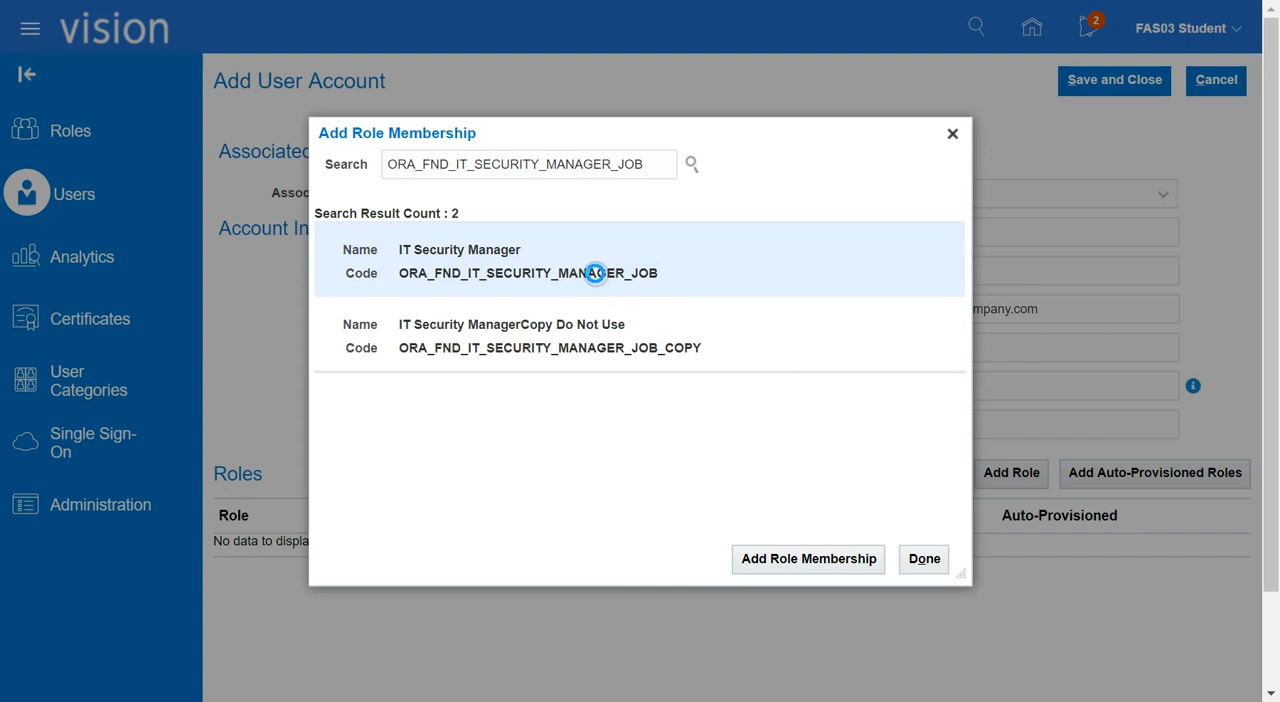 vision
2
FAS03 Student
Add User Account
Save and Close
Cancel
Roles
Users
Analytics
Certificates
User
Categories
Single Sign-
On
Administration
Associated
Assoc
Account In
mpany.com
Add Role Membership
Search
ORA_FND_IT_SECURITY_MANAGER_JOB
Search Result Count : 2
Name IT Security Manager
Code ORA_FND_IT_SECURITY_MANAGER_JOB
Name IT Security ManagerCopy Do Not Use
Code ORA_FND_IT_SECURITY_MANAGER_JOB_COPY
Add Role Membership
Done
Roles
Add Role
Add Auto-Provisioned Roles
Role
Auto-Provisioned
No data to displa